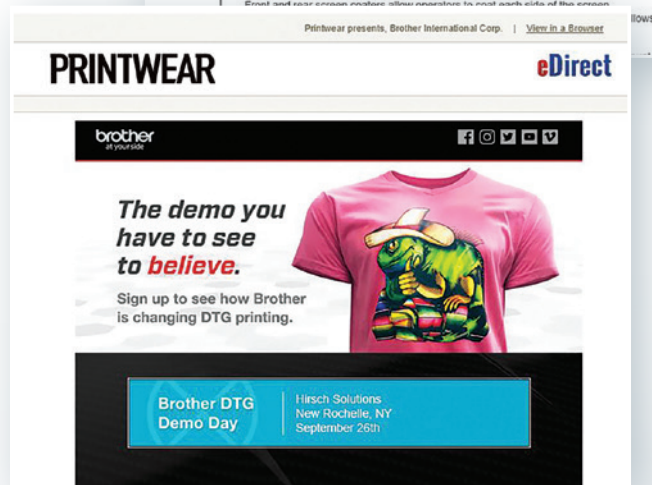 Front and rear screen coaters allow operators to coat each side of the screen
llows
Printwear presents, Brother International Corp. | View in a Browser
PRINTWEAR
eDirect
brother
at your side
The demo you
have to see
to believe.
Sign up to see how Brother
is changing DTG printing.
Brother DTG
Demo Day
Hirsch Solutions
New Rochelle, NY
September 26th